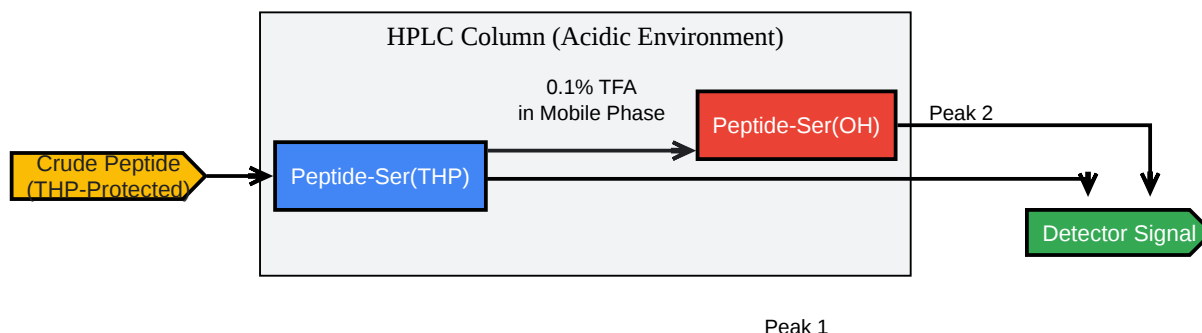 HPLC Column (Acidic Environment)
0.1% TFA
in Mobile Phase
Peptide-Ser(OH)
Peak 2
Crude Peptide
(THP-Protected)
Peptide-Ser(THP)
Detector Signal
Peak 1